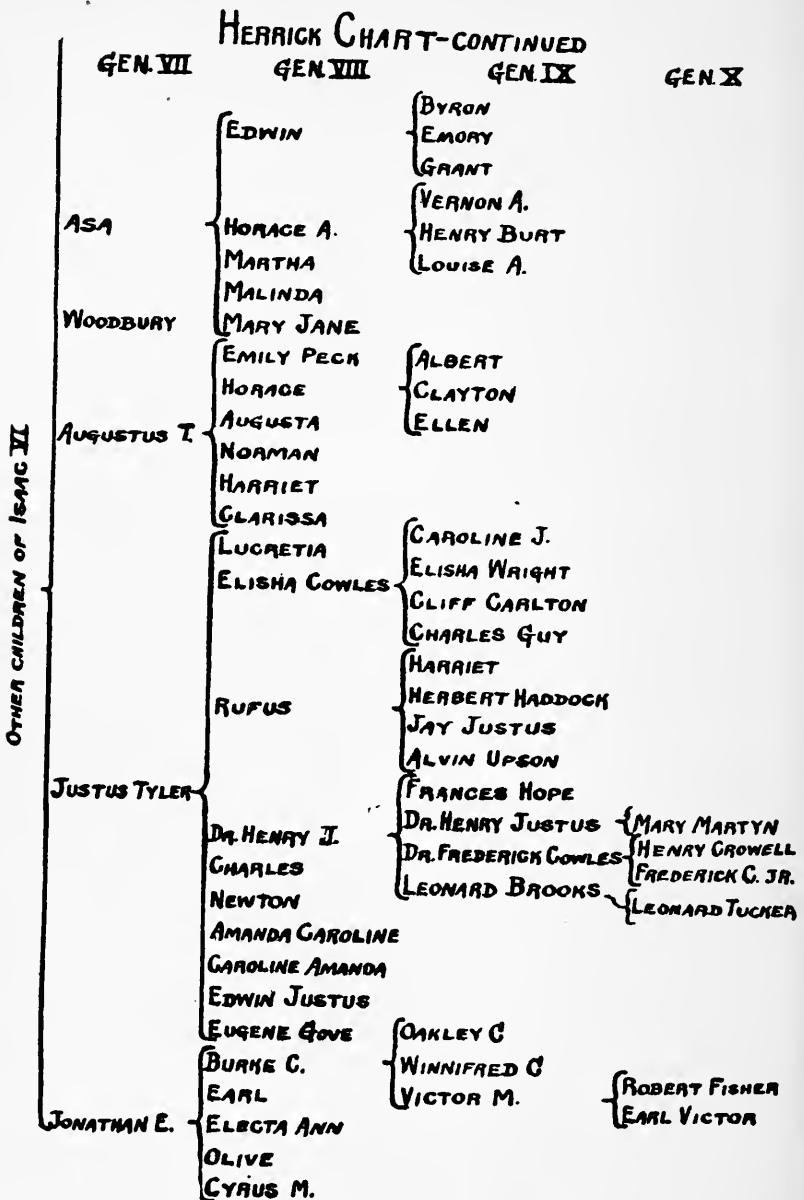 HERRICK CHART-CONTINUED
GEN. VII GEN. VIII GEN. IX GEN. X
OTHER CHILDREN OF ISAAC VI
ASA
EDWIN
BYRON
EMORY
GRANT
HORACE A.
VERNON A.
HENRY BURT
LOUISE A.
MARTHA
MALINDA
MARY JANE
WOODBURY
AUGUSTUS T.
EMILY PECK
HORACE
ALBERT
CLAYTON
ELLEN
AUGUSTA
NORMAN
HARRIET
CLARISSA
JUSTUS TYLER
LUCRETIA
ELISHA COWLES
CAROLINE J.
ELISHA WRIGHT
CLIFF CARLTON
CHARLES GUY
RUFUS
HARRIET
HERBERT HADDOCK
JAY JUSTUS
ALVIN UPSON
DR. HENRY J.
FRANCES HOPE
DR. HENRY JUSTUS
MARY MARTYN
DR. FREDERICK COWLES
HENRY CROWELL
FREDERICK C. JR.
LEONARD BROOKS
LEONARD TUCKER
CHARLES
NEWTON
AMANDA CAROLINE
CAROLINE AMANDA
EDWIN JUSTUS
EUGENE GOVE
JONATHAN E.
BURKE C.
OAKLEY C
WINNIFRED C
VICTOR M.
ROBERT FISHER
EARL VICTOR
EARL
ELECTA ANN
OLIVE
CYRUS M.